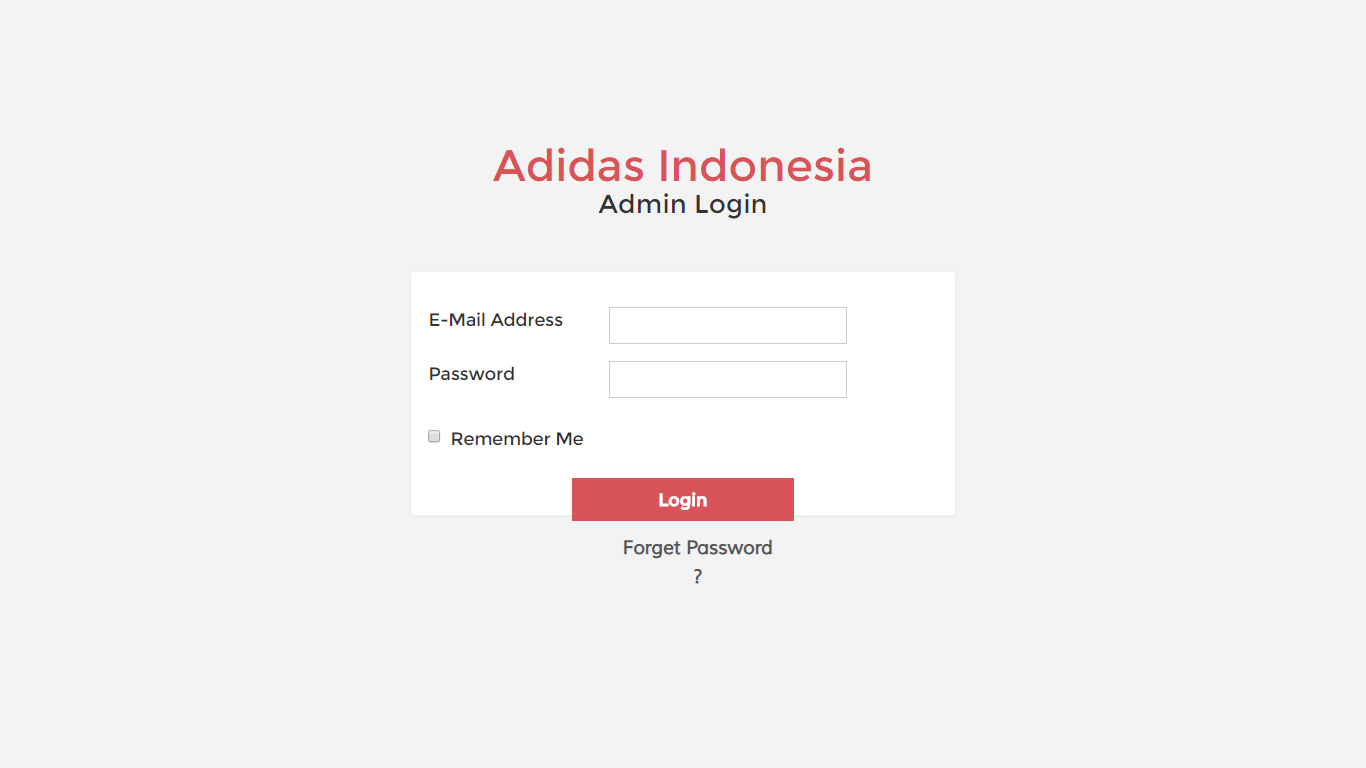 Adidas Indonesia
Admin Login
E-Mail Address
Password
Remember Me
Login
Forget Password
?